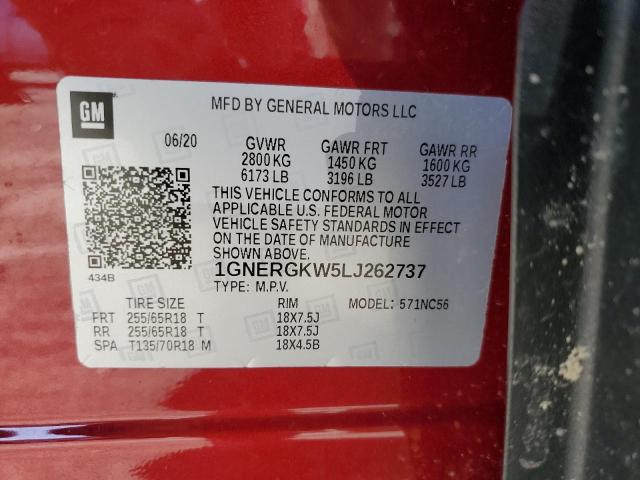 GM
MFD BY GENERAL MOTORS LLC
06/20 GVWR GAWR FRT GAWR RR
2800 KG 1450 KG 1600 KG
6173 LB 3196 LB 3527 LB
THIS VEHICLE CONFORMS TO ALL
APPLICABLE U.S. FEDERAL MOTOR
VEHICLE SAFETY STANDARDS IN EFFECT
ON THE DATE OF MANUFACTURE
SHOWN ABOVE.
434B 1GNERGKW5LJ262737
TYPE: M.P.V.
TIRE SIZE RIM MODEL: 571NC56
FRT 255/65R18 T 18X7.5J
RR 255/65R18 T 18X7.5J
SPA T135/70R18 M 18X4.5B